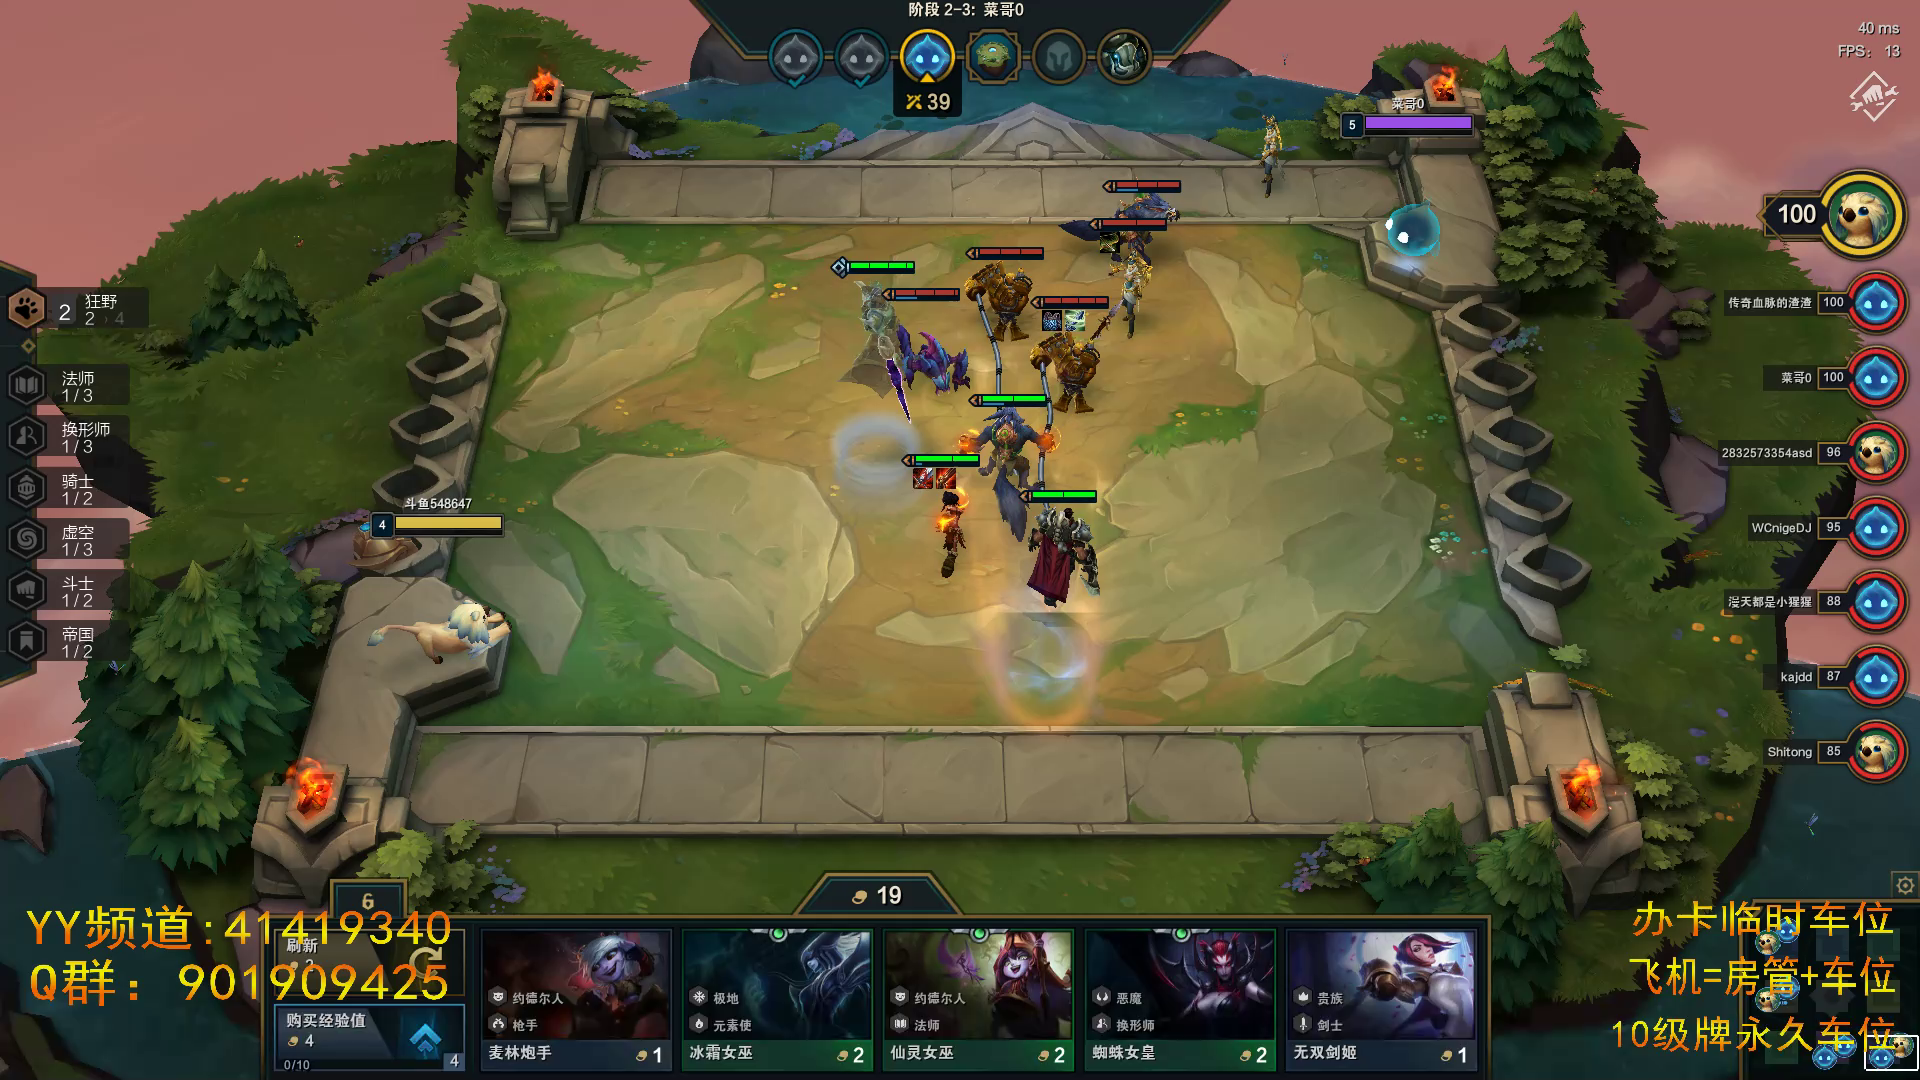 阶段 2-3: 菜哥0
39
40 ms
FPS: 13
菜哥0
5
100
传奇血脉的渣渣 100
菜哥0 100
2832573354asd 96
WCnigeDJ 95
88
kajdd 87
Shitong 85
2 狂野
2 › 4
法师
1 / 3
换形师
1 / 3
骑士
1 / 2
虚空
1 / 3
斗士
1 / 2
帝国
1 / 2
斗鱼548647
4
6
19
YY频道:41419340
Q群：901909425
刷新
2
购买经验值
4
0/10
4
约德尔人
枪手
麦林炮手 1
极地
元素使
冰霜女巫 2
约德尔人
法师
仙灵女巫 2
恶魔
换形师
蜘蛛女皇 2
贵族
剑士
无双剑姬 1
办卡临时车位
飞机=房管+车位
10级牌永久车位